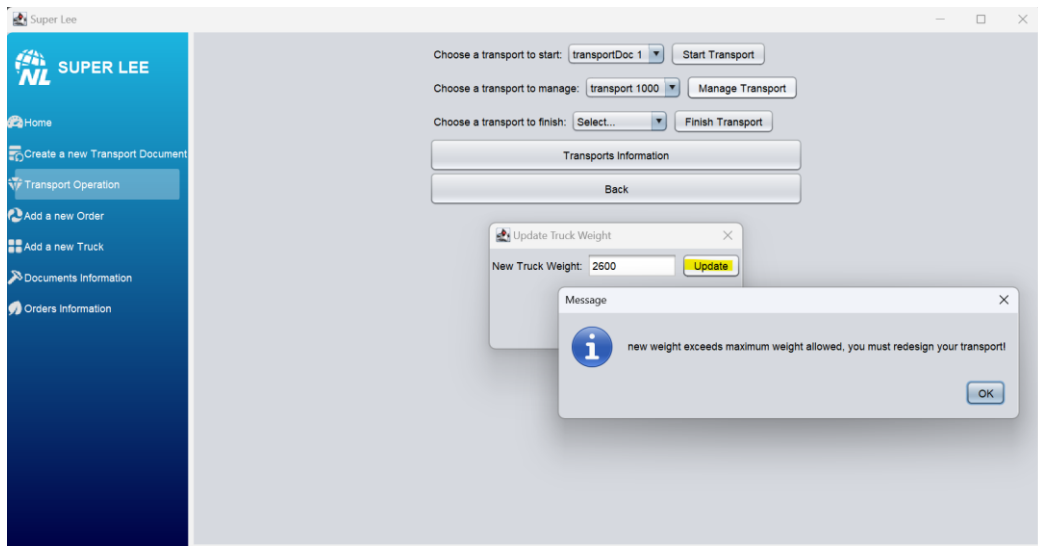 Super Lee
NL SUPER LEE
Home
Create a new Transport Document
Transport Operation
Add a new Order
Add a new Truck
Documents Information
Orders Information
Choose a transport to start: transportDoc 1 Start Transport
Choose a transport to manage: transport 1000 Manage Transport
Choose a transport to finish: Select... Finish Transport
Transports Information
Back
Update Truck Weight
New Truck Weight: 2600 Update
Message
new weight exceeds maximum weight allowed, you must redesign your transport!
OK